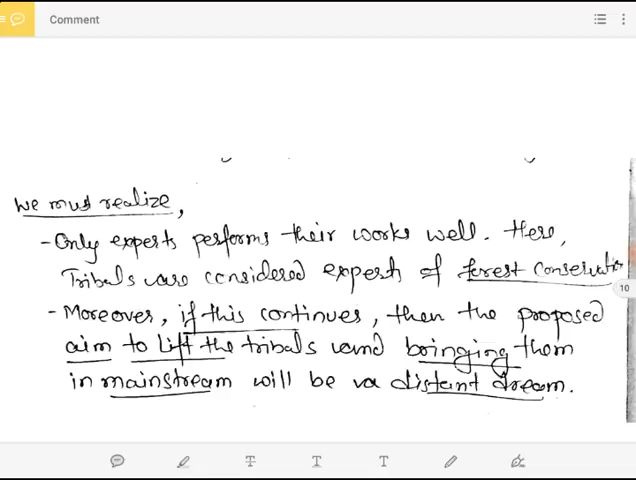 Comment
We must realize,
- Only experts performs their works well. Here,
Tribals are considered experts of forest conservation
- Moreover, if this continues, then the proposed
aim to lift the tribals and bringing them
in mainstream will be a distant dream.
10
T
T
T